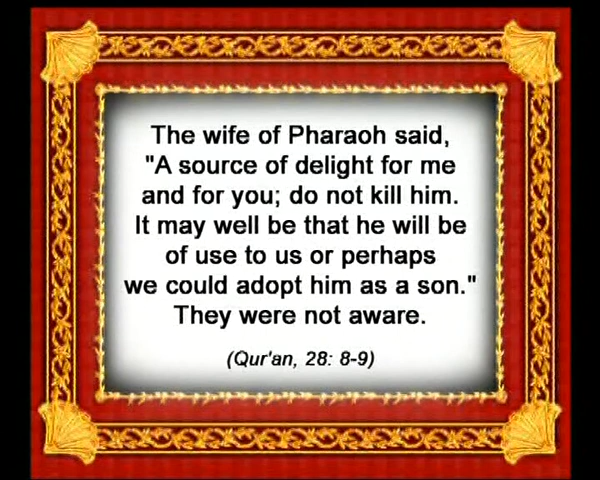 The wife of Pharaoh said,
"A source of delight for me
and for you; do not kill him.
It may well be that he will be
of use to us or perhaps
we could adopt him as a son."
They were not aware.
(Qur'an, 28: 8-9)